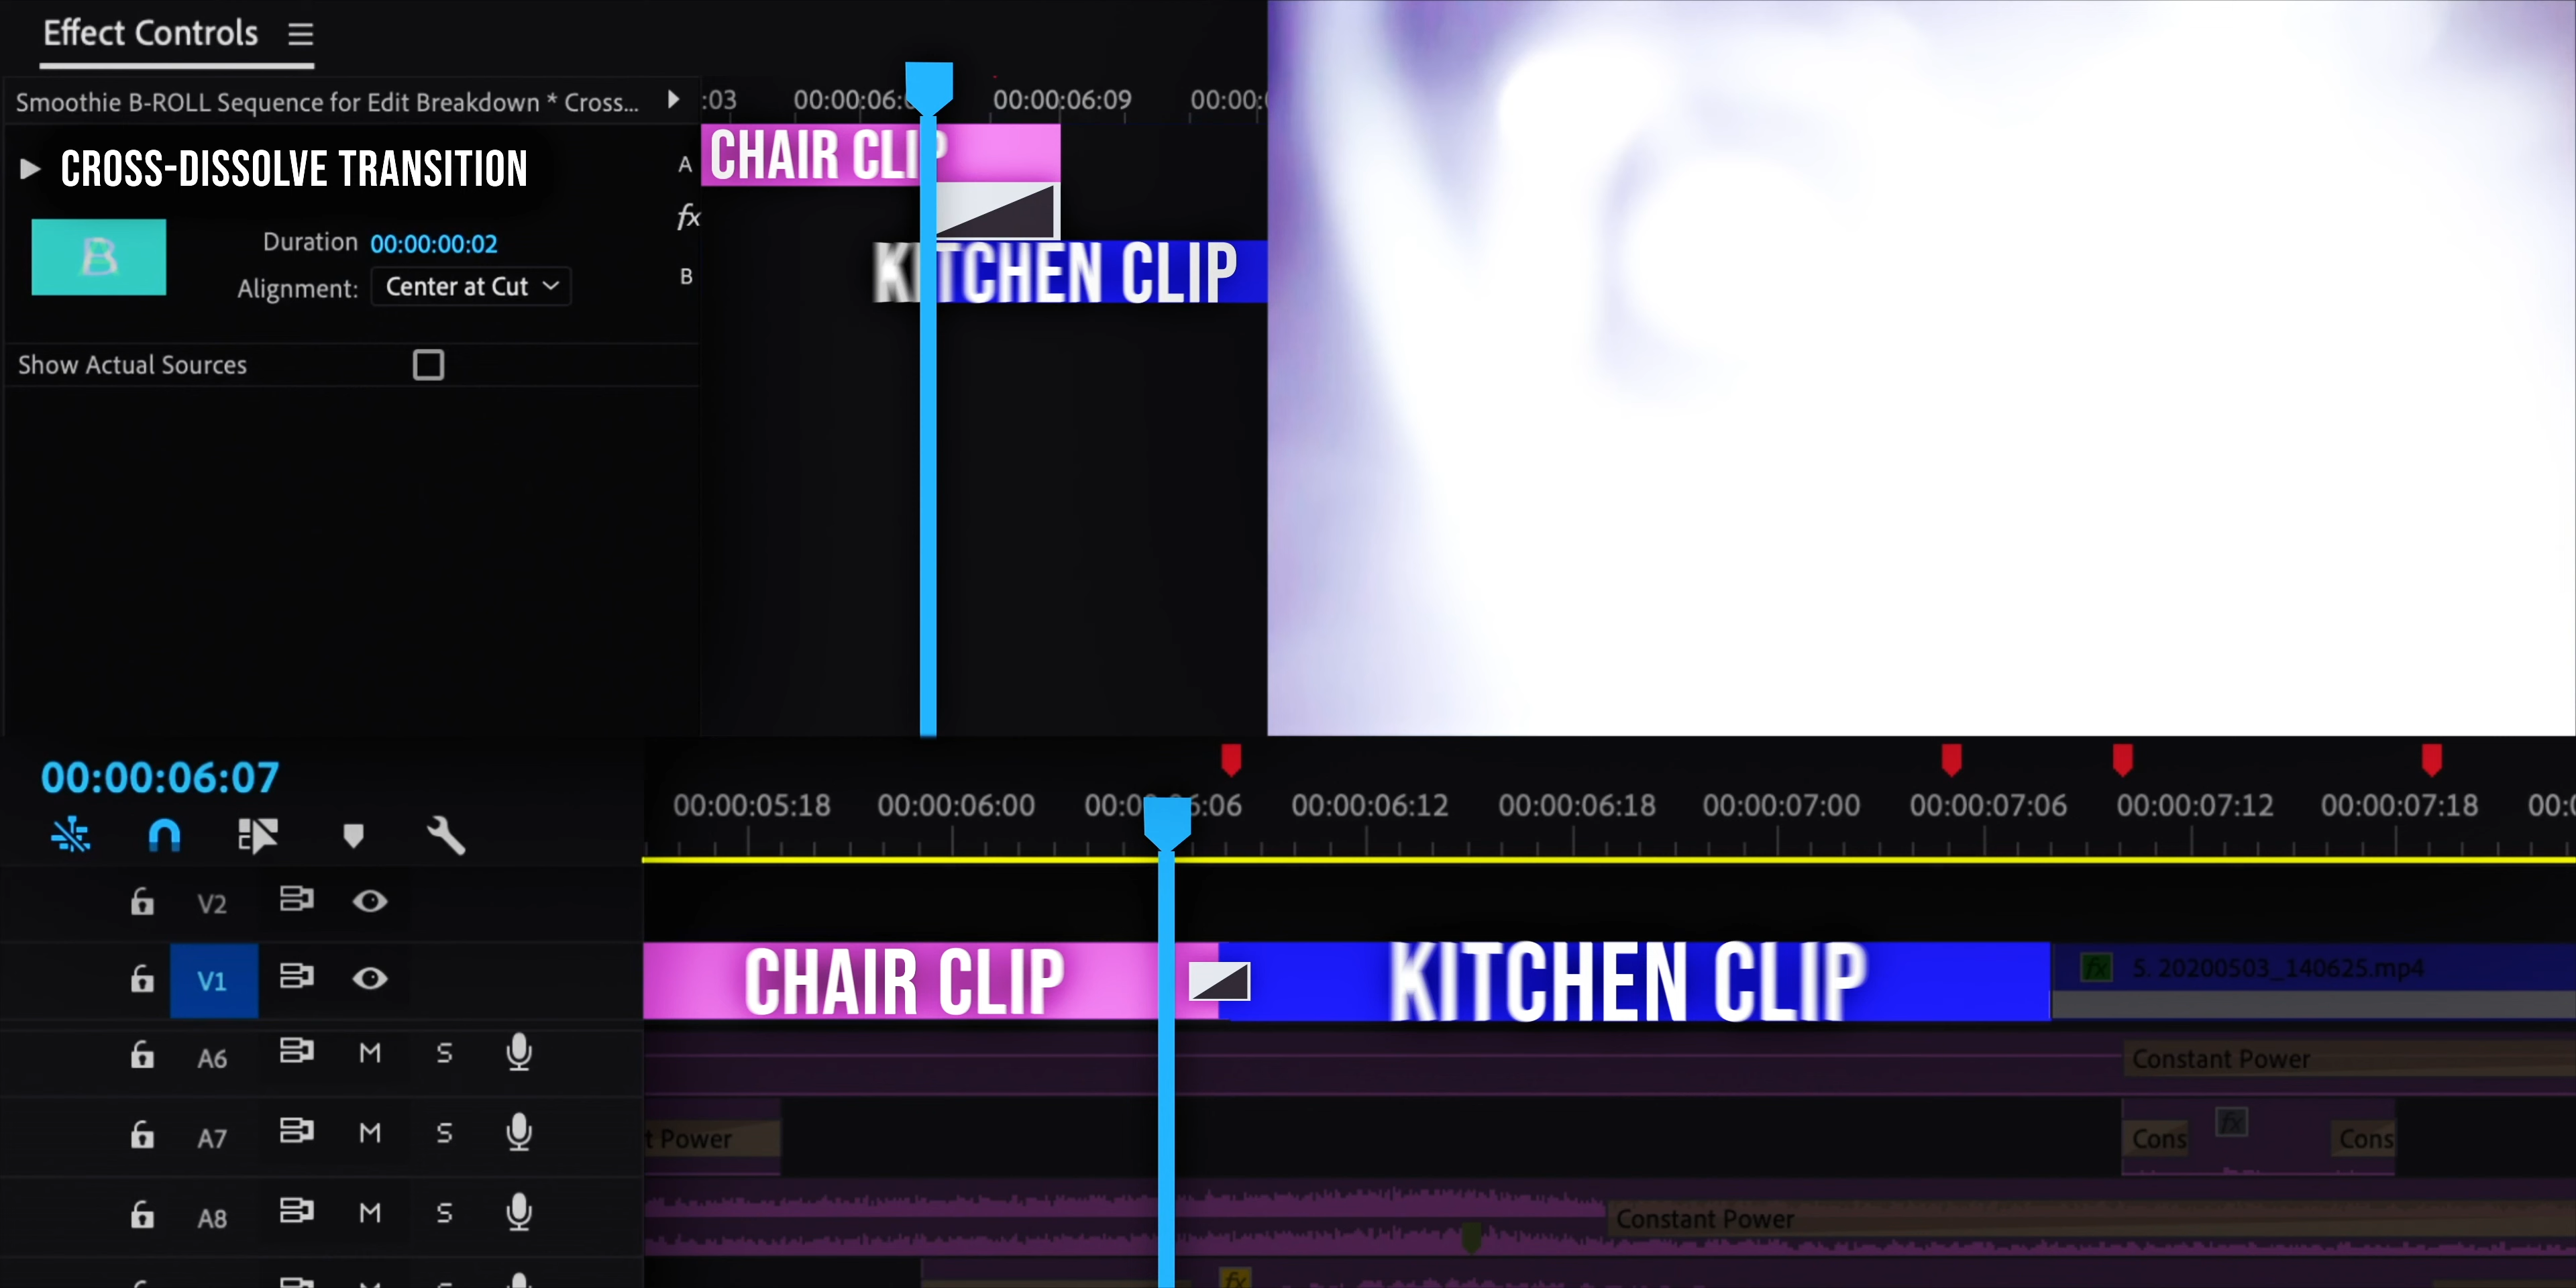 Effect Controls
Smoothie B-ROLL Sequence for Edit Breakdown * Cross...
:03 00:00:06:0 00:00:06:09 00:00:
CROSS-DISSOLVE TRANSITION
A CHAIR CLIP
fx
B
Duration 00:00:00:02
Alignment: Center at Cut
B KITCHEN CLIP
Show Actual Sources
00:00:06:07
00:00:05:18 00:00:06:00 00:00:06:06 00:00:06:12 00:00:06:18 00:00:07:00 00:00:07:06 00:00:07:12 00:00:07:18 00:
V2
V1 CHAIR CLIP KITCHEN CLIP fx 5. 20200503_140625.mp4
A6 M S Constant Power
A7 M S t Power Cons fx Cons
A8 M S Constant Power
fx